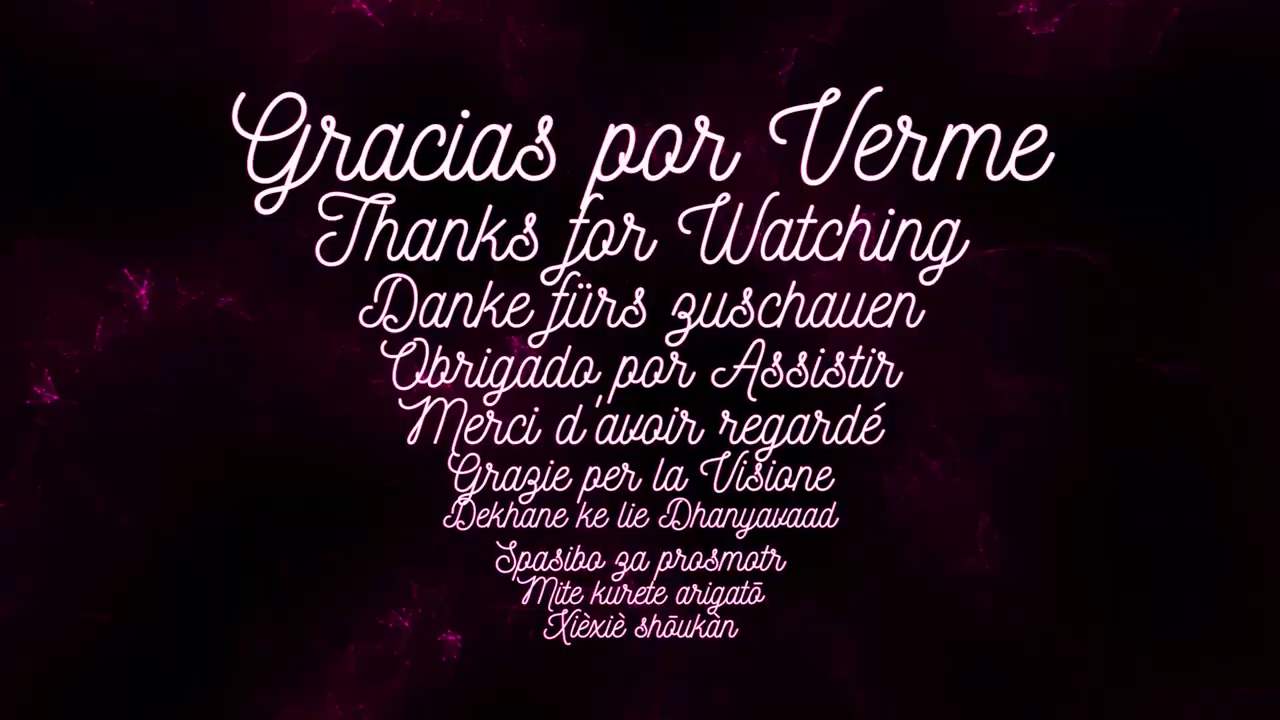 Gracias por Verme
Thanks for Watching
Danke fürs zuschauen
Obrigado por Assistir
Merci d'avoir regardé
Grazie per la Visione
Dekhane ke lie Dhanyavaad
Spasibo za prosmotr
Mite kurete arigatō
Xièxiè shōukàn